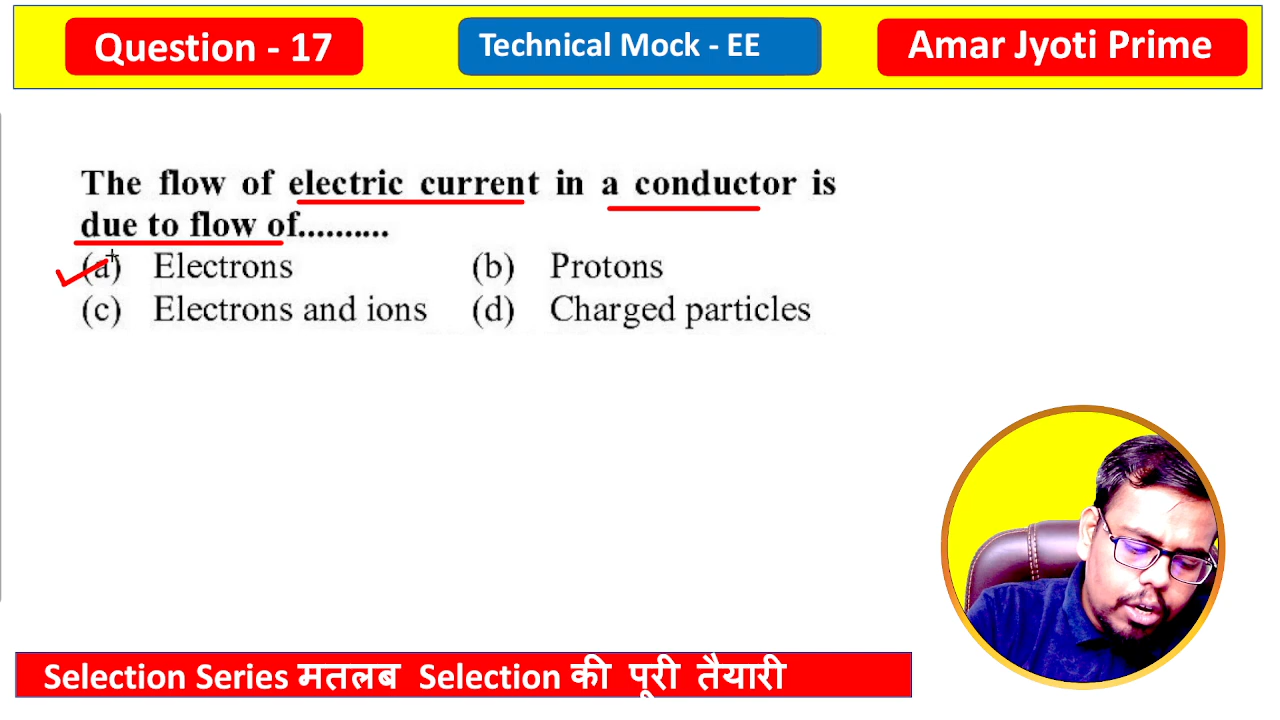 Question - 17
Technical Mock - EE
Amar Jyoti Prime
The flow of electric current in a conductor is
due to flow of..........
(a) Electrons (b) Protons
(c) Electrons and ions (d) Charged particles
Selection Series मतलब Selection की पूरी तैयारी